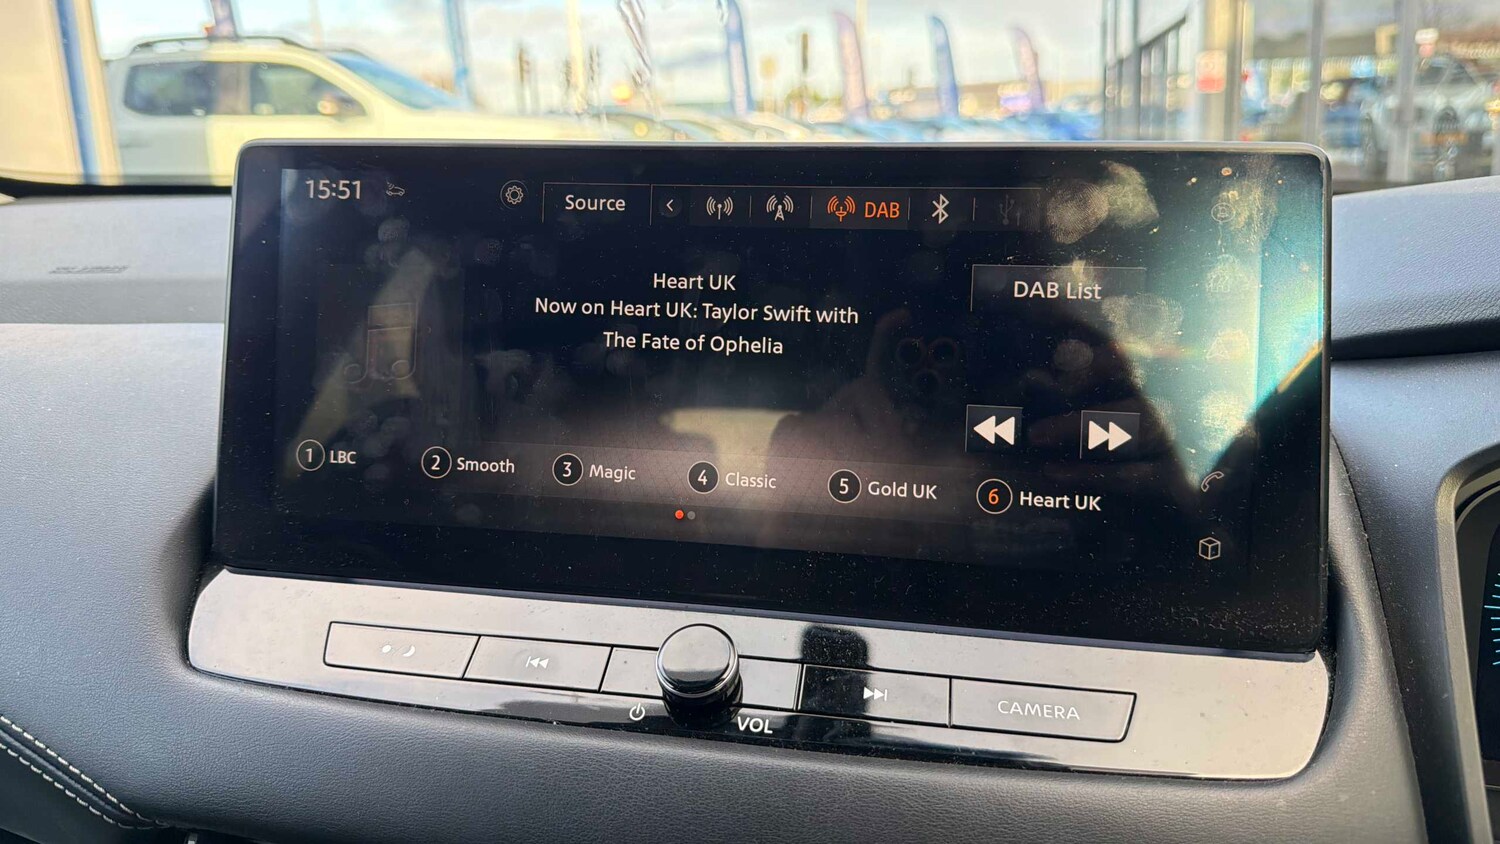 15:51
Source
DAB
Heart UK
DAB List
Now on Heart UK: Taylor Swift with
The Fate of Ophelia
1 LBC
2 Smooth
3 Magic
4 Classic
5 Gold UK
6 Heart UK
VOL
CAMERA